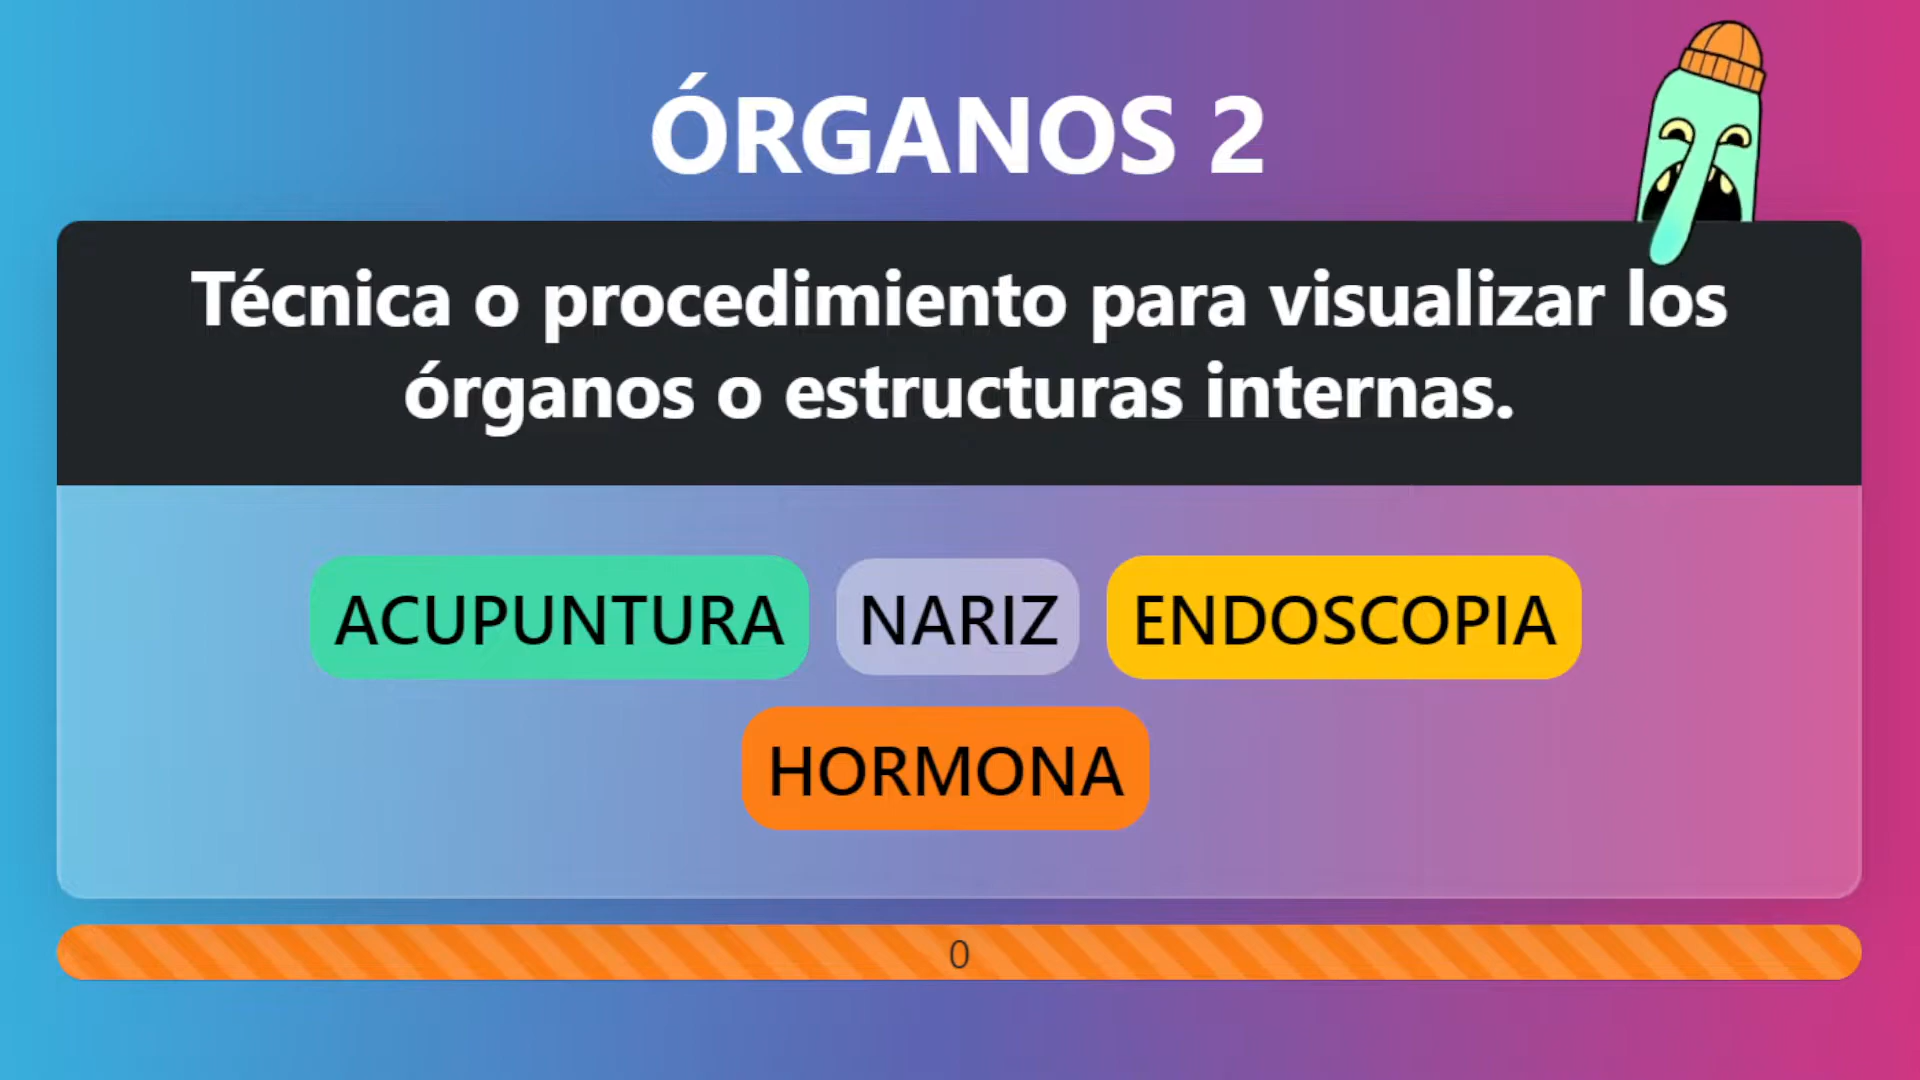 ÓRGANOS 2
Técnica o procedimiento para visualizar los
órganos o estructuras internas.
ACUPUNTURA NARIZ ENDOSCOPIA
HORMONA
0